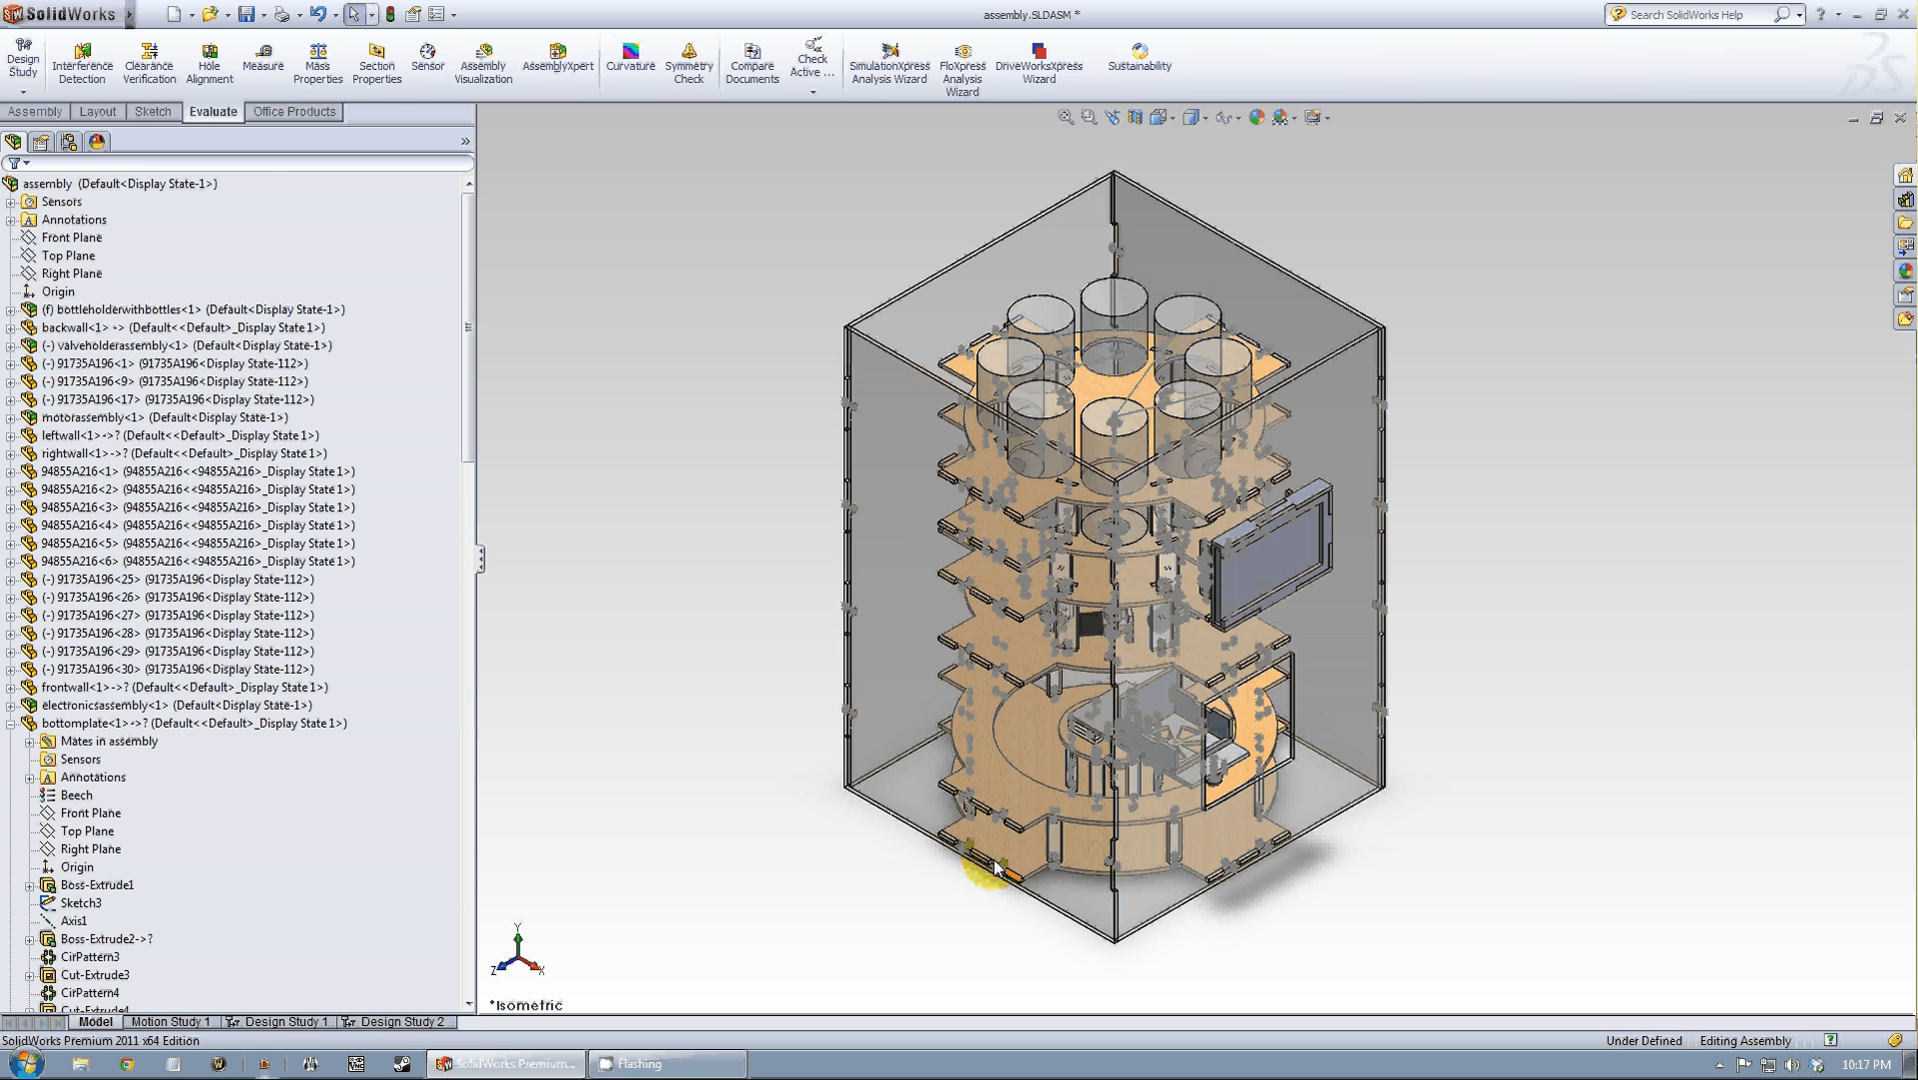 SolidWorks
assembly.SLDASM *
Search SolidWorks Help
Design Study
Interference Detection
Clearance Verification
Hole Alignment
Measure
Mass Properties
Section Properties
Sensor
Assembly Visualization
AssemblyXpert
Curvature
Symmetry Check
Compare Documents
Check Active ...
SimulationXpress Analysis Wizard
FloXpress Analysis Wizard
DriveWorksXpress Wizard
Sustainability
Assembly
Layout
Sketch
Evaluate
Office Products
assembly (Default<Display State-1>)
Sensors
Annotations
Front Plane
Top Plane
Right Plane
Origin
(f) bottleholderwithbottles<1> (Default<Display State-1>)
backwall<1> -> (Default<<Default>_Display State 1>)
(-) valveholderassembly<1> (Default<Display State-1>)
(-) 91735A196<1> (91735A196<Display State-112>)
(-) 91735A196<9> (91735A196<Display State-112>)
(-) 91735A196<17> (91735A196<Display State-112>)
motorassembly<1> (Default<Display State-1>)
leftwall<1>->? (Default<<Default>_Display State 1>)
rightwall<1>->? (Default<<Default>_Display State 1>)
94855A216<1> (94855A216<<94855A216>_Display State 1>)
94855A216<2> (94855A216<<94855A216>_Display State 1>)
94855A216<3> (94855A216<<94855A216>_Display State 1>)
94855A216<4> (94855A216<<94855A216>_Display State 1>)
94855A216<5> (94855A216<<94855A216>_Display State 1>)
94855A216<6> (94855A216<<94855A216>_Display State 1>)
(-) 91735A196<25> (91735A196<Display State-112>)
(-) 91735A196<26> (91735A196<Display State-112>)
(-) 91735A196<27> (91735A196<Display State-112>)
(-) 91735A196<28> (91735A196<Display State-112>)
(-) 91735A196<29> (91735A196<Display State-112>)
(-) 91735A196<30> (91735A196<Display State-112>)
frontwall<1>->? (Default<<Default>_Display State 1>)
electronicsassembly<1> (Default<Display State-1>)
bottomplate<1>->? (Default<<Default>_Display State 1>)
Mates in assembly
Sensors
Annotations
Beech
Front Plane
Top Plane
Right Plane
Origin
Boss-Extrude1
Sketch3
Axis1
Boss-Extrude2->?
CirPattern3
Cut-Extrude3
CirPattern4
Cut-Extrude4
Y
Z
X
*Isometric
Model
Motion Study 1
Design Study 1
Design Study 2
SolidWorks Premium 2011 x64 Edition
Under Defined
Editing Assembly
SolidWorks Premium...
Flashing
10:17 PM